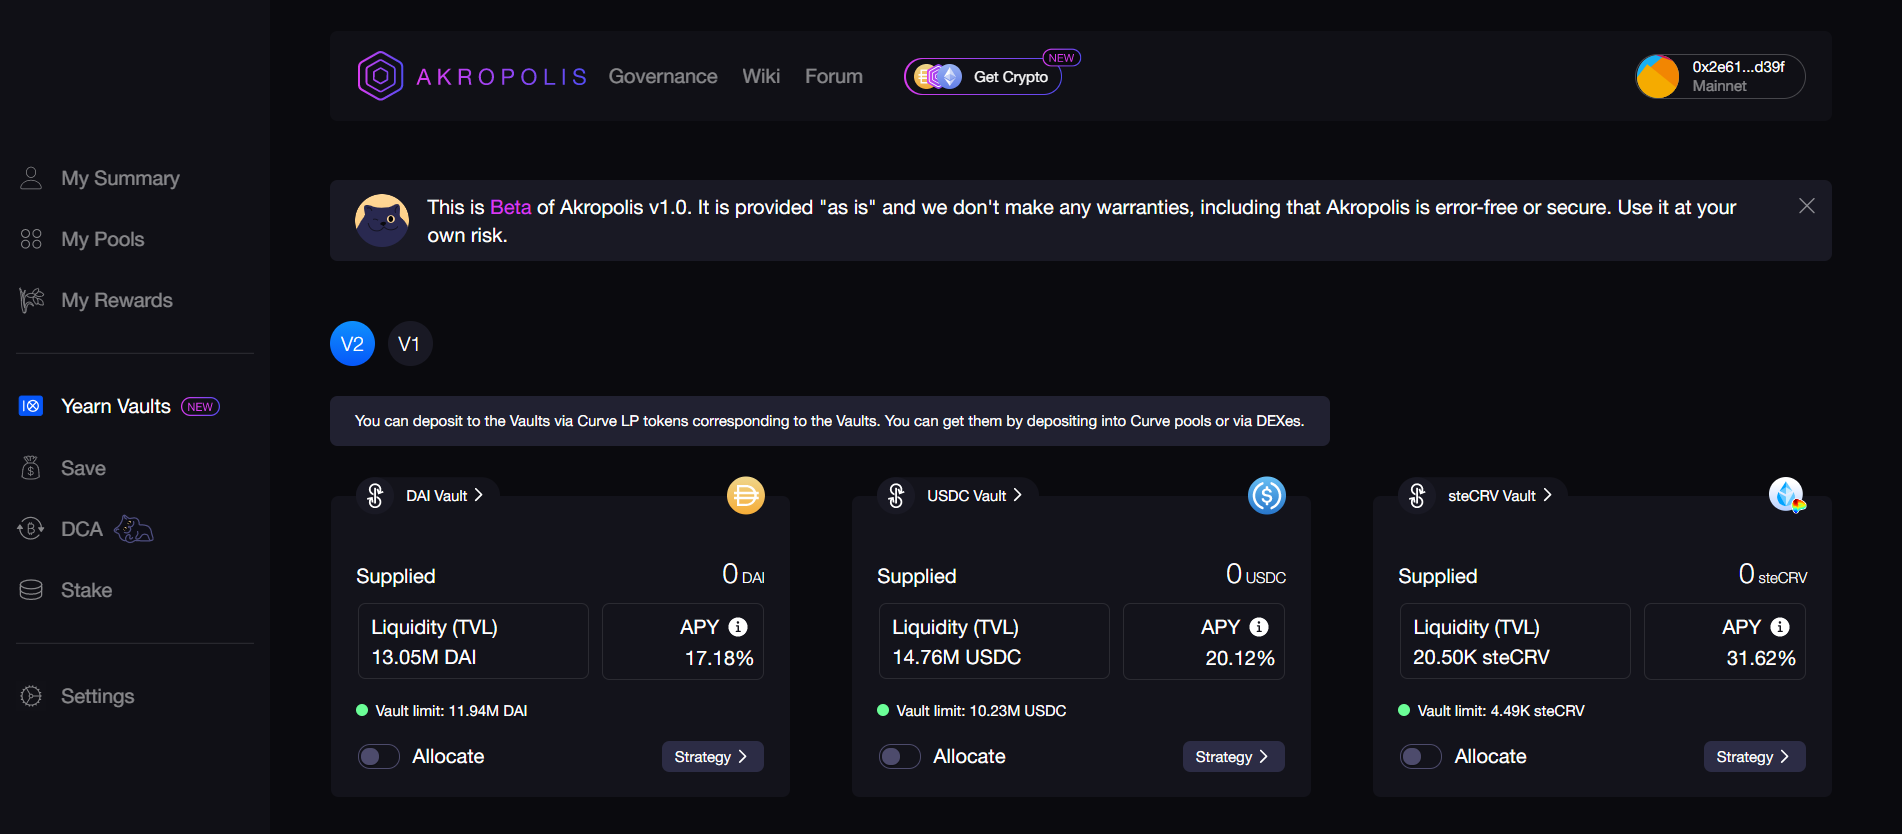 AKROPOLIS
Governance
Wiki
Forum
Get Crypto
NEW
0x2e61...d39f
Mainnet
My Summary
My Pools
My Rewards
Yearn Vaults NEW
Save
DCA
Stake
Settings
This is Beta of Akropolis v1.0. It is provided "as is" and we don't make any warranties, including that Akropolis is error-free or secure. Use it at your
own risk.
V2
V1
You can deposit to the Vaults via Curve LP tokens corresponding to the Vaults. You can get them by depositing into Curve pools or via DEXes.
DAI Vault
Supplied
0 DAI
Liquidity (TVL)
13.05M DAI
APY
17.18%
Vault limit: 11.94M DAI
Allocate
Strategy
USDC Vault
Supplied
0 USDC
Liquidity (TVL)
14.76M USDC
APY
20.12%
Vault limit: 10.23M USDC
Allocate
Strategy
steCRV Vault
Supplied
0 steCRV
Liquidity (TVL)
20.50K steCRV
APY
31.62%
Vault limit: 4.49K steCRV
Allocate
Strategy